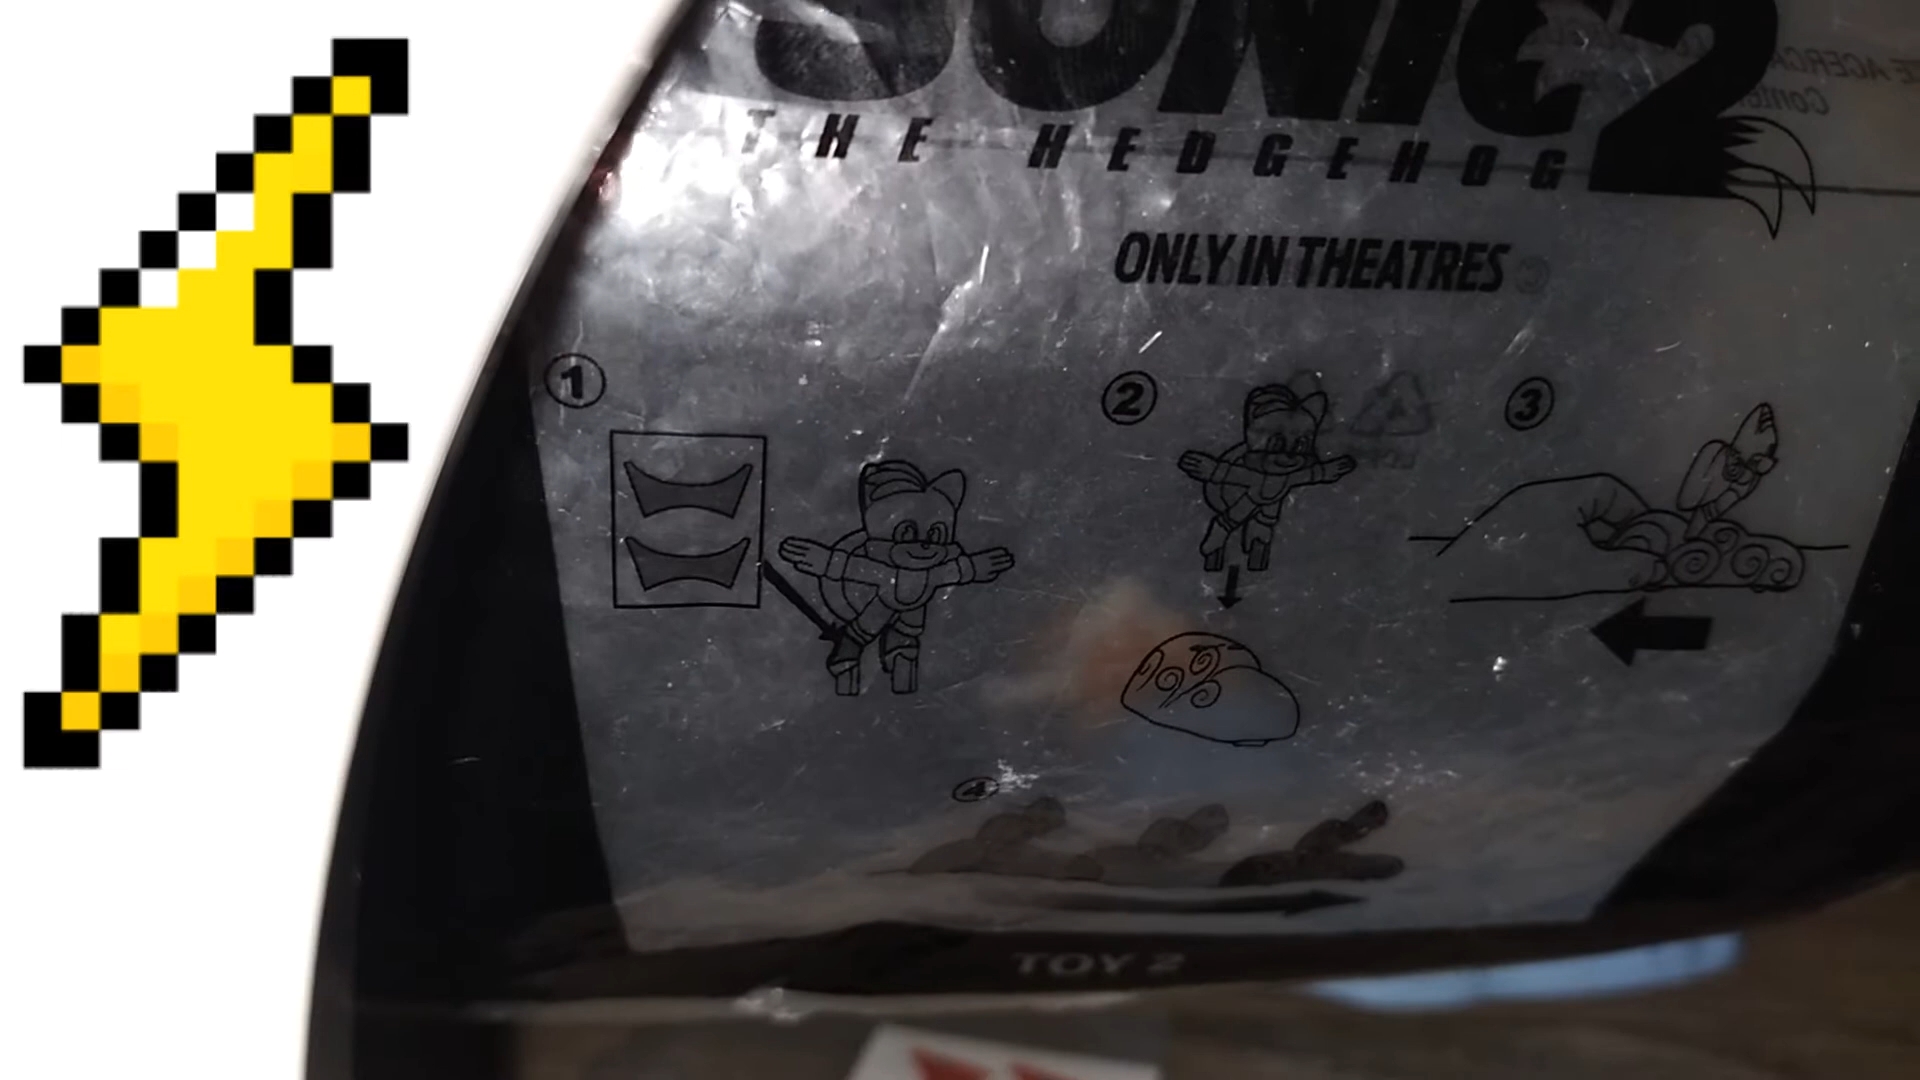 SONIC 2
THE HEDGEHOG
ONLY IN THEATRES
1
2
3
4
TOY 2